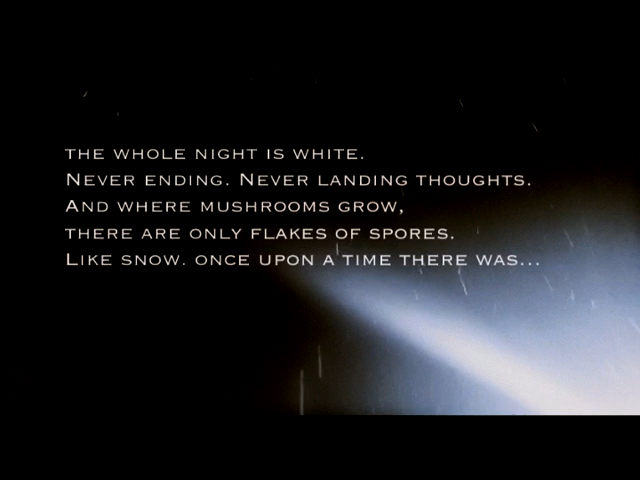 THE WHOLE NIGHT IS WHITE.
NEVER ENDING. NEVER LANDING THOUGHTS.
AND WHERE MUSHROOMS GROW,
THERE ARE ONLY FLAKES OF SPORES.
LIKE SNOW. ONCE UPON A TIME THERE WAS...